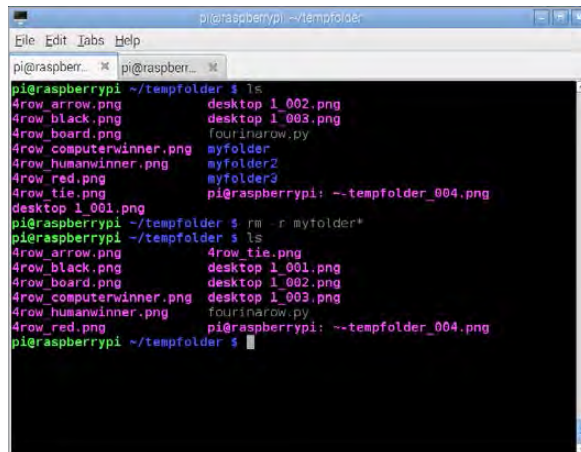 pi@raspberrypi: ~/tempfolder
File Edit Tabs Help
pi@raspberr... pi@raspberr...
pi@raspberrypi ~/tempfolder $ ls
4row_arrow.png desktop 1_002.png
4row_black.png desktop 1_003.png
4row_board.png fourinarow.py
4row_computerwinner.png myfolder
4row_humanwinner.png myfolder2
4row_red.png myfolder3
4row_tie.png pi@raspberrypi: ~-tempfolder_004.png
desktop 1_001.png
pi@raspberrypi ~/tempfolder $ rm -r myfolder*
pi@raspberrypi ~/tempfolder $ ls
4row_arrow.png 4row_tie.png
4row_black.png desktop 1_001.png
4row_board.png desktop 1_002.png
4row_computerwinner.png desktop 1_003.png
4row_humanwinner.png fourinarow.py
4row_red.png pi@raspberrypi: ~-tempfolder_004.png
pi@raspberrypi ~/tempfolder $